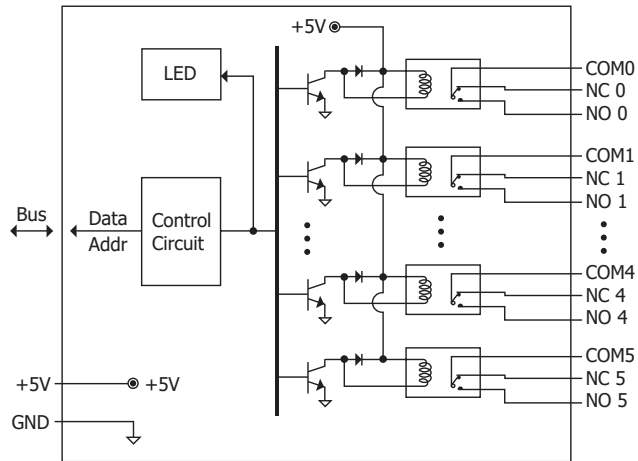 +5V
LED
COM0
NC 0
NO 0
COM1
NC 1
NO 1
Bus
Data
Addr
Control
Circuit
COM4
NC 4
NO 4
COM5
NC 5
NO 5
+5V
+5V
GND